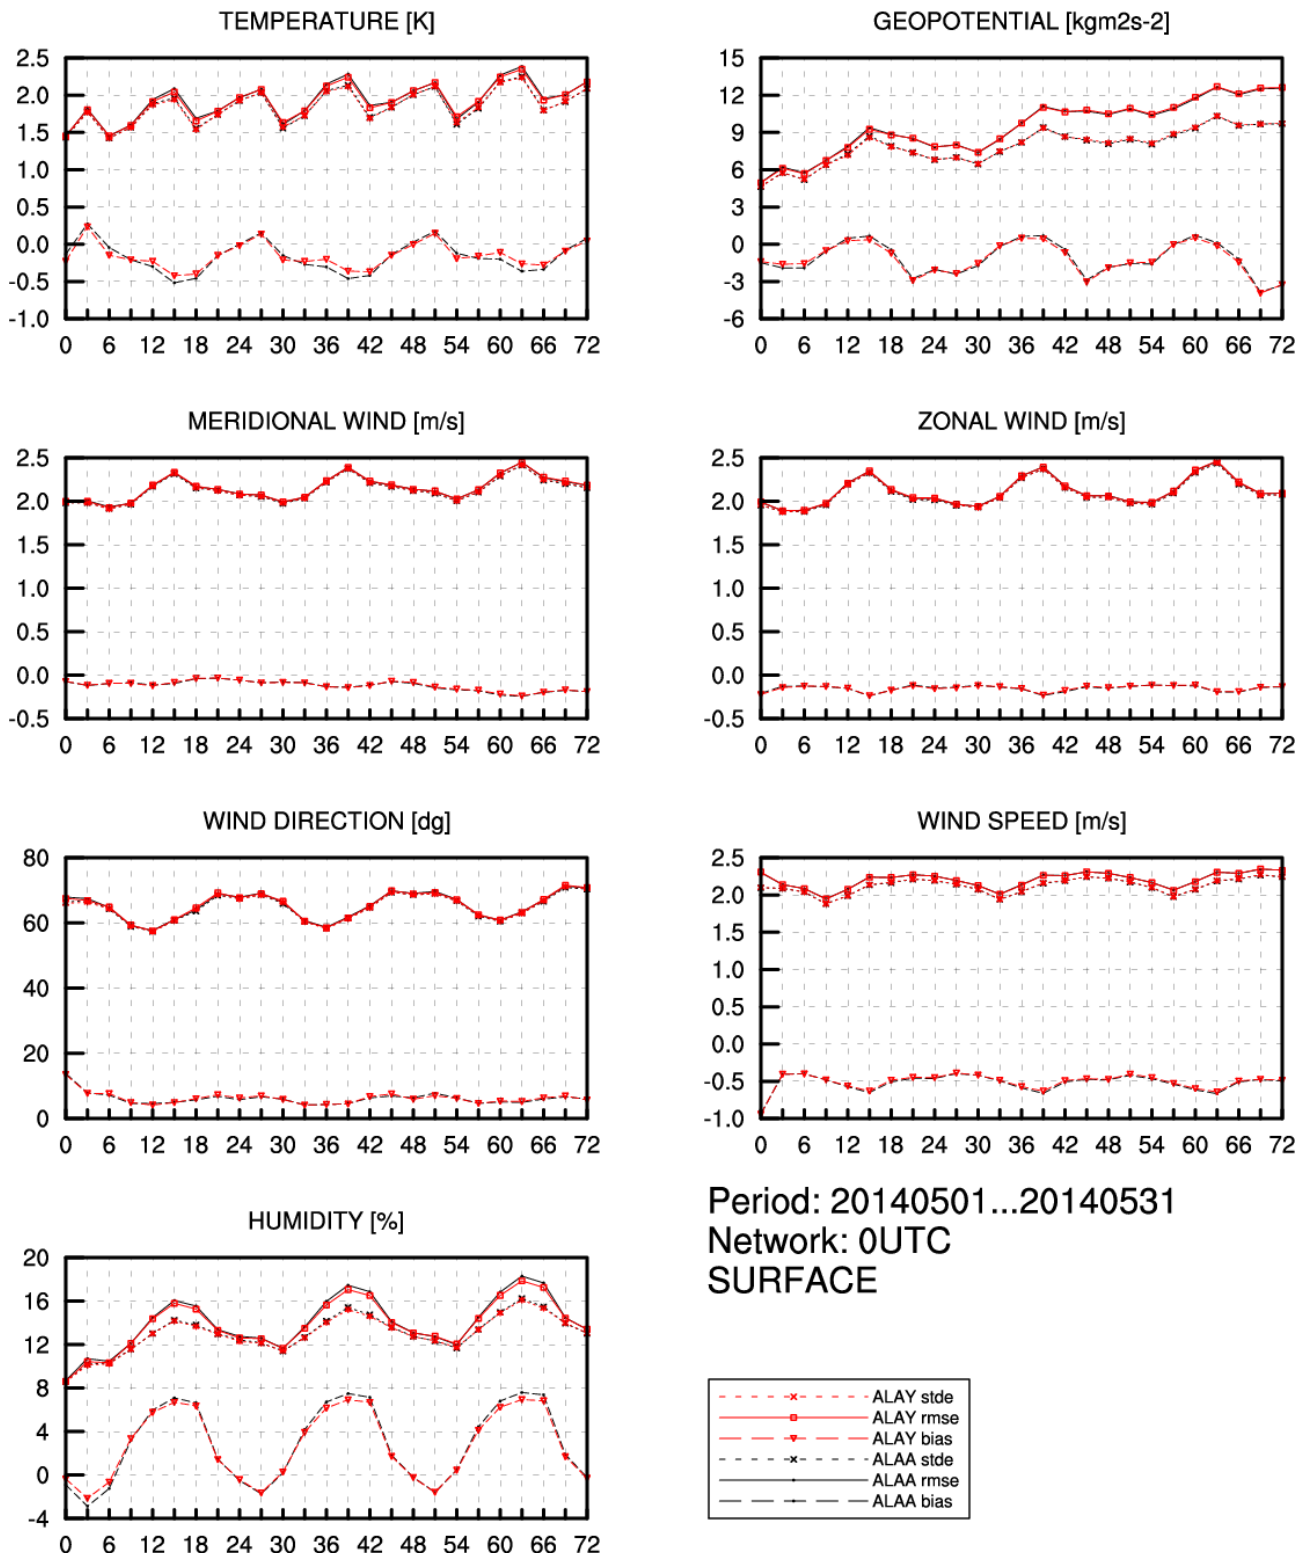 TEMPERATURE [K]
2.5
2.0
1.5
1.0
0.5
0.0
-0.5
-1.0
0 6 12 18 24 30 36 42 48 54 60 66 72
GEOPOTENTIAL [kgm2s-2]
15
12
9
6
3
0
-3
-6
0 6 12 18 24 30 36 42 48 54 60 66 72
MERIDIONAL WIND [m/s]
2.5
2.0
1.5
1.0
0.5
0.0
-0.5
0 6 12 18 24 30 36 42 48 54 60 66 72
ZONAL WIND [m/s]
2.5
2.0
1.5
1.0
0.5
0.0
-0.5
0 6 12 18 24 30 36 42 48 54 60 66 72
WIND DIRECTION [dg]
80
60
40
20
0
0 6 12 18 24 30 36 42 48 54 60 66 72
WIND SPEED [m/s]
2.5
2.0
1.5
1.0
0.5
0.0
-0.5
-1.0
0 6 12 18 24 30 36 42 48 54 60 66 72
HUMIDITY [%]
20
16
12
8
4
0
-4
0 6 12 18 24 30 36 42 48 54 60 66 72
Period: 20140501...20140531
Network: 0UTC
SURFACE
ALAY stde
ALAY rmse
ALAY bias
ALAA stde
ALAA rmse
ALAA bias